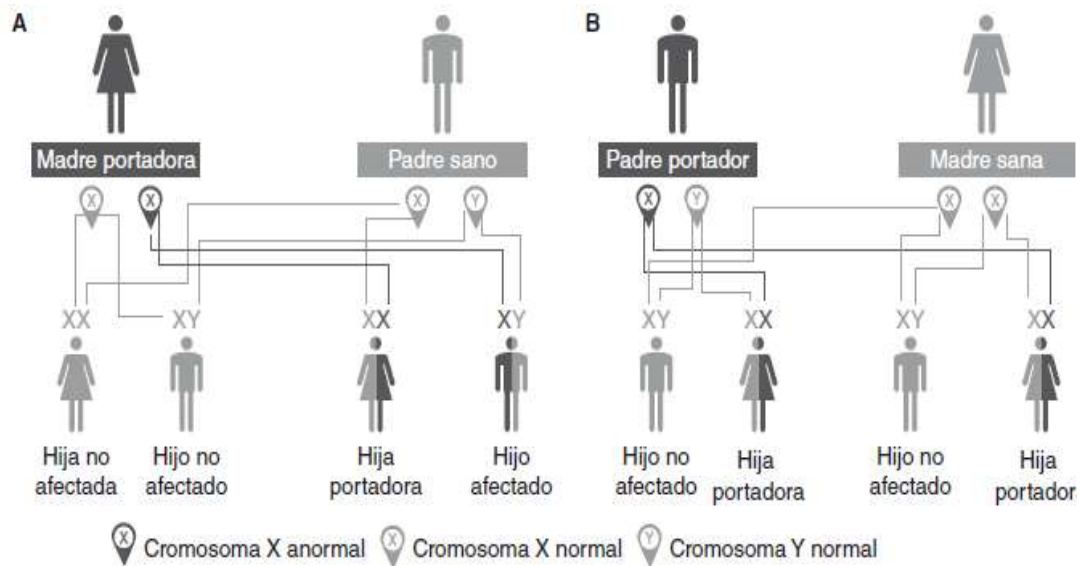 A
B
Madre portadora
Padre sano
Padre portador
Madre sana
X X X Y
X Y X X
XX XY XX XY
XY XX XY XX
Hija no
afectada
Hijo no
afectado
Hija
portadora
Hijo
afectado
Hijo no
afectado
Hija
portadora
Hijo no
afectado
Hija
portador
X Cromosoma X anormal X Cromosoma X normal Y Cromosoma Y normal